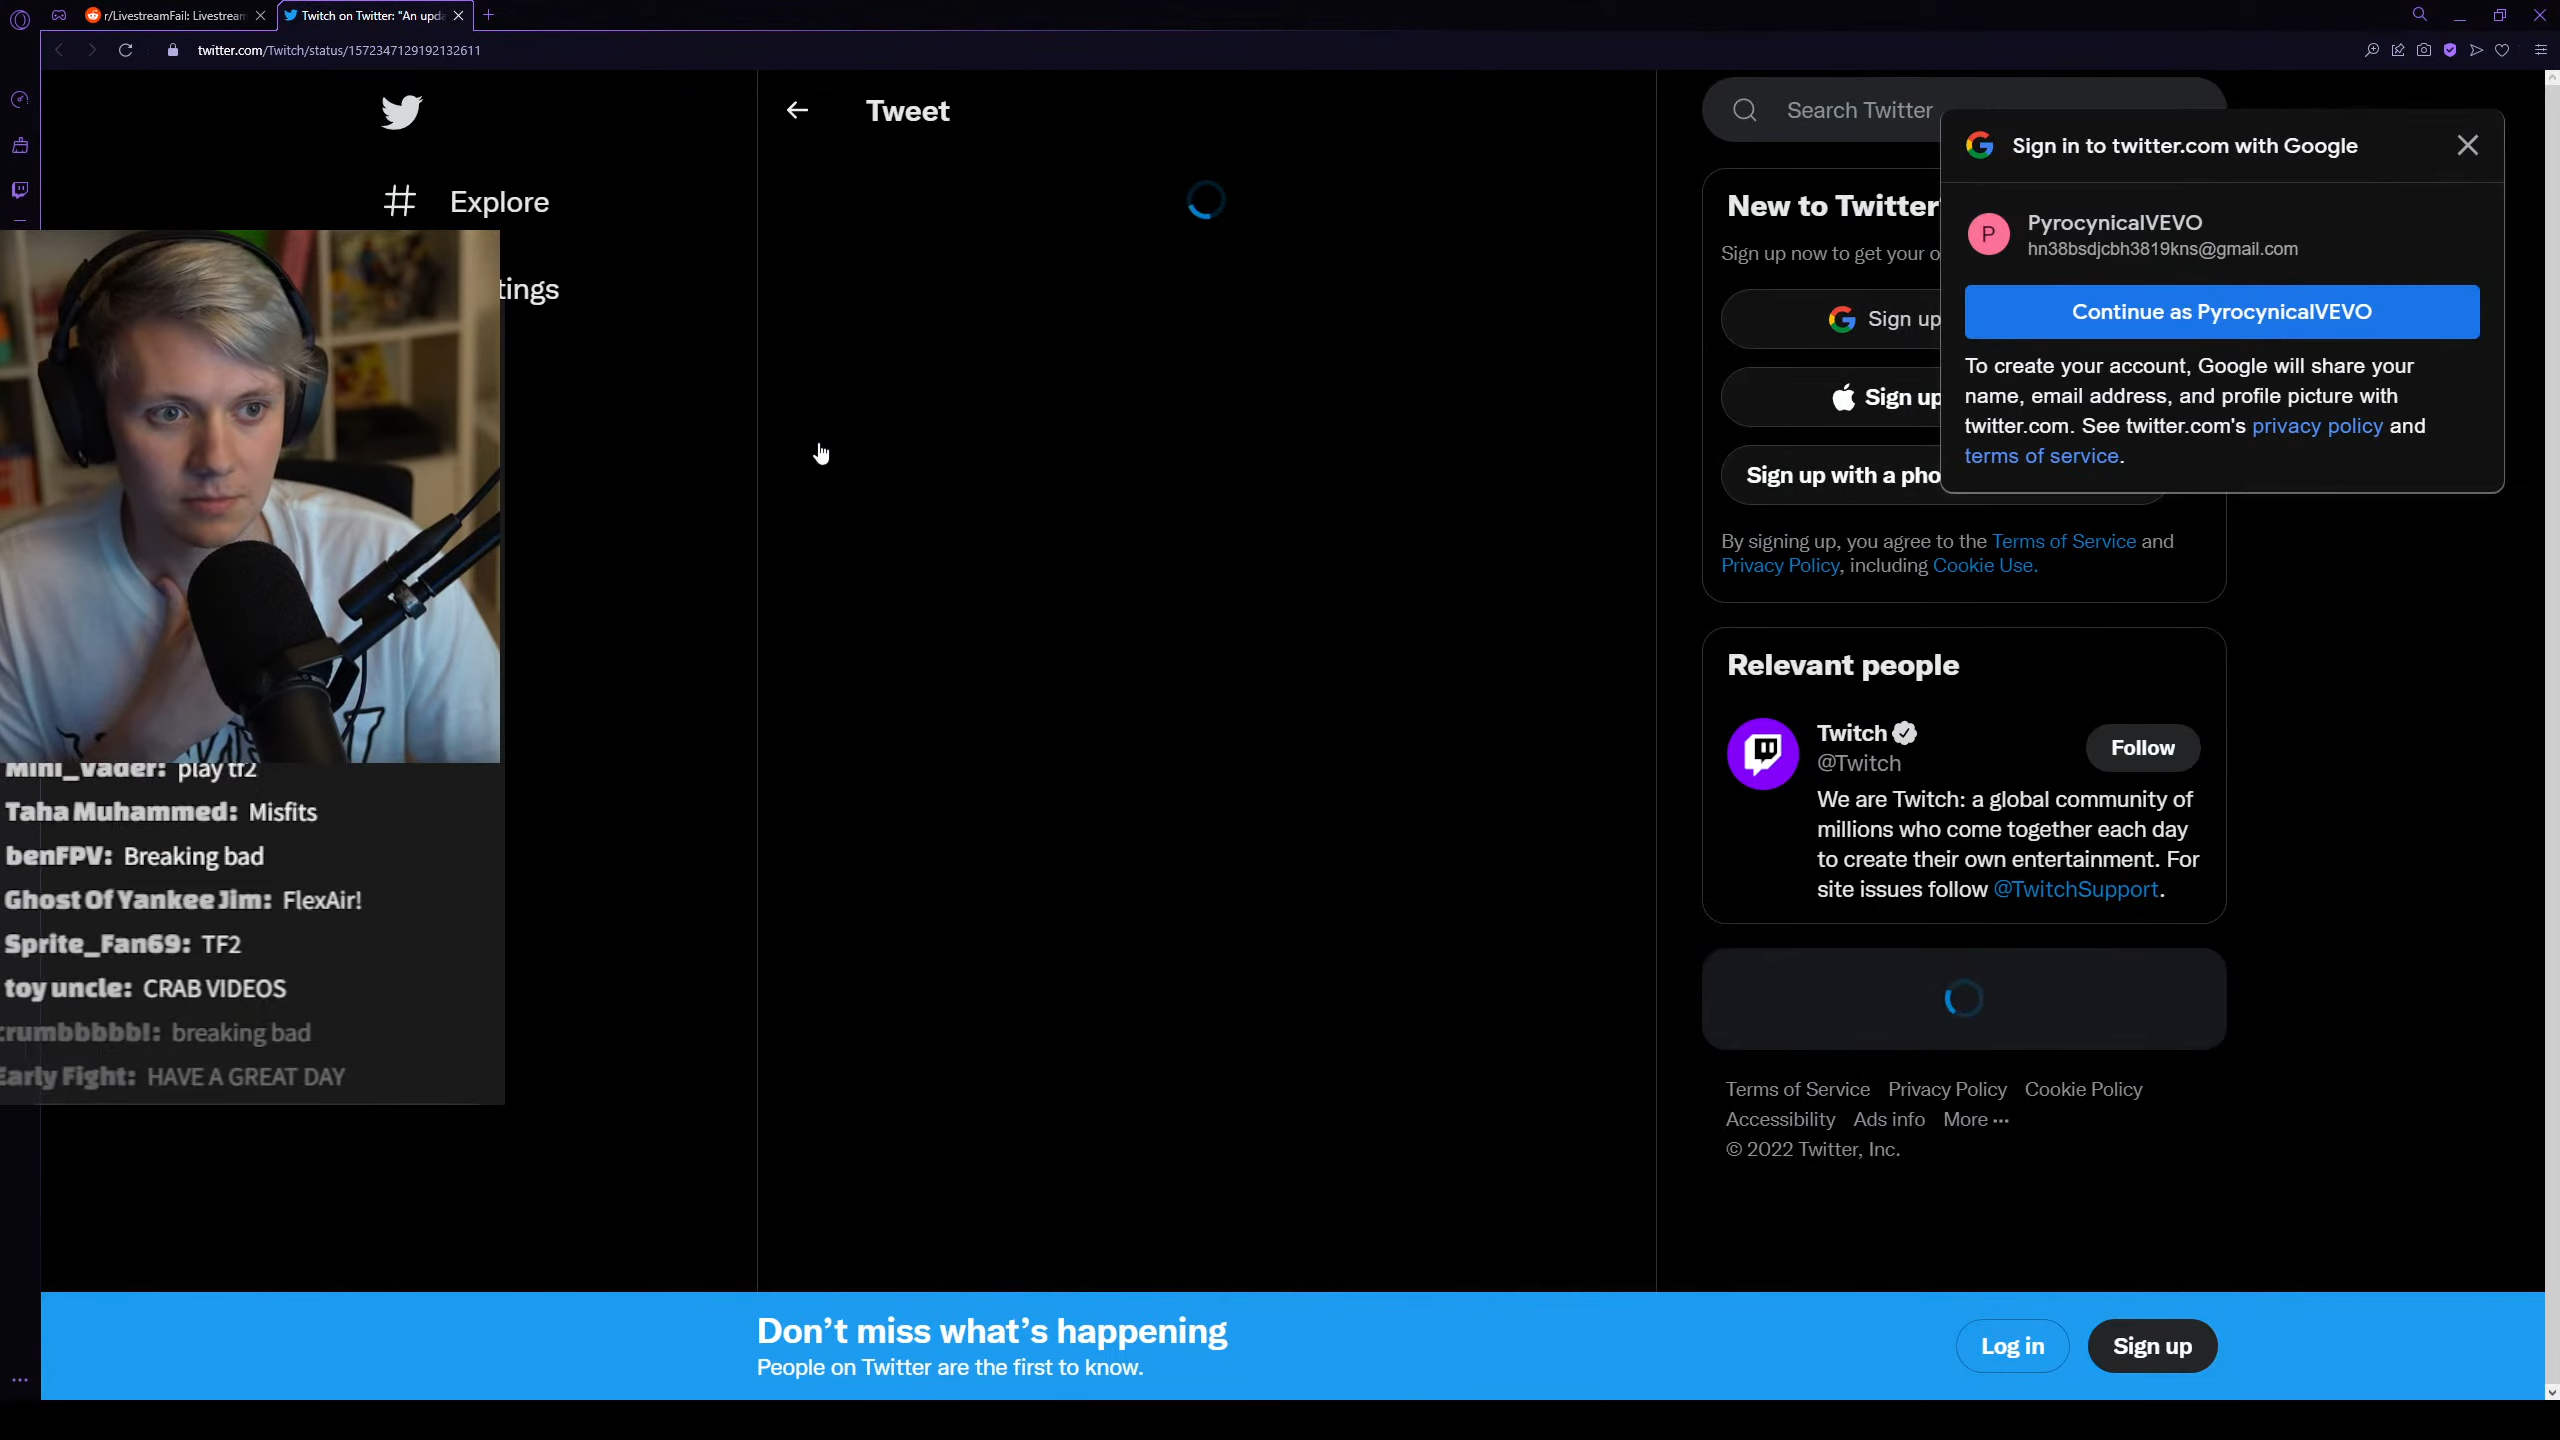 r/LivestreamFail: Livestream
Twitch on Twitter: "An upda
twitter.com/Twitch/status/1572347129192132611
Tweet
Search Twitter
Explore
tings
Sign in to twitter.com with Google
PyrocynicalVEVO
hn38bsdjcbh3819kns@gmail.com
Continue as PyrocynicalVEVO
To create your account, Google will share your
name, email address, and profile picture with
twitter.com. See twitter.com's privacy policy and
terms of service.
New to Twitter
Sign up now to get your o
Sign up
Sign up
Sign up with a pho
By signing up, you agree to the Terms of Service and
Privacy Policy, including Cookie Use.
Relevant people
Twitch
@Twitch
Follow
We are Twitch: a global community of
millions who come together each day
to create their own entertainment. For
site issues follow @TwitchSupport.
Mini_Vader: play tf2
Taha Muhammed: Misfits
benFPV: Breaking bad
Ghost Of Yankee Jim: FlexAir!
Sprite_Fan69: TF2
toy uncle: CRAB VIDEOS
crumbbbbb!: breaking bad
Early Fight: HAVE A GREAT DAY
Terms of Service Privacy Policy Cookie Policy
Accessibility Ads info More ...
© 2022 Twitter, Inc.
Don't miss what's happening
People on Twitter are the first to know.
Log in
Sign up